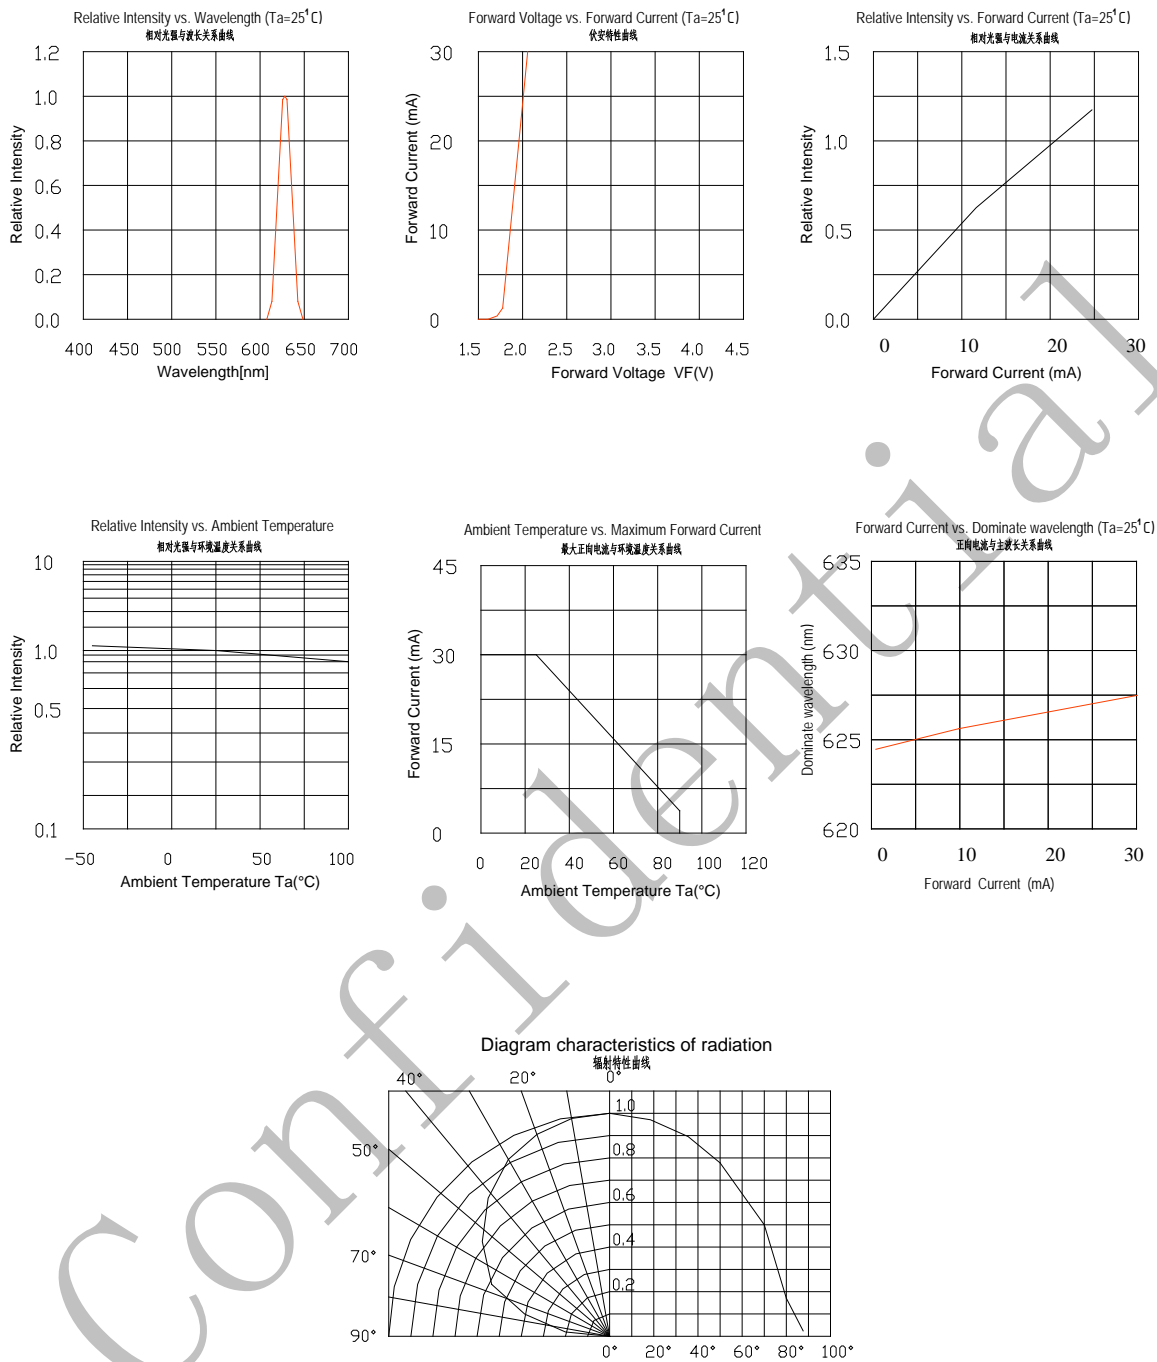 Relative Intensity vs. Wavelength (Ta=25°C)
相对光强与波长关系曲线
1.2
1.0
0.8
0.6
0.4
0.2
0.0
Relative Intensity
400 450 500 550 600 650 700
Wavelength[nm]
Forward Voltage vs. Forward Current (Ta=25°C)
伏安特性曲线
30
20
10
0
Forward Current (mA)
1.5 2.0 2.5 3.0 3.5 4.0 4.5
Forward Voltage VF(V)
Relative Intensity vs. Forward Current (Ta=25°C)
相对光强与电流关系曲线
1.5
1.0
0.5
0.0
Relative Intensity
0 10 20 30
Forward Current (mA)
Relative Intensity vs. Ambient Temperature
相对光强与环境温度关系曲线
10
1.0
0.5
0.1
Relative Intensity
-50 0 50 100
Ambient Temperature Ta(°C)
Ambient Temperature vs. Maximum Forward Current
最大正向电流与环境温度关系曲线
45
30
15
0
Forward Current (mA)
0 20 40 60 80 100 120
Ambient Temperature Ta(°C)
Forward Current vs. Dominate wavelength (Ta=25°C)
正向电流与主波长关系曲线
635
630
625
620
Dominate wavelength (nm)
0 10 20 30
Forward Current (mA)
Diagram characteristics of radiation
辐射特性曲线
40° 20° 0°
50°
70°
90°
1.0
0.8
0.6
0.4
0.2
0° 20° 40° 60° 80° 100°
Confidential